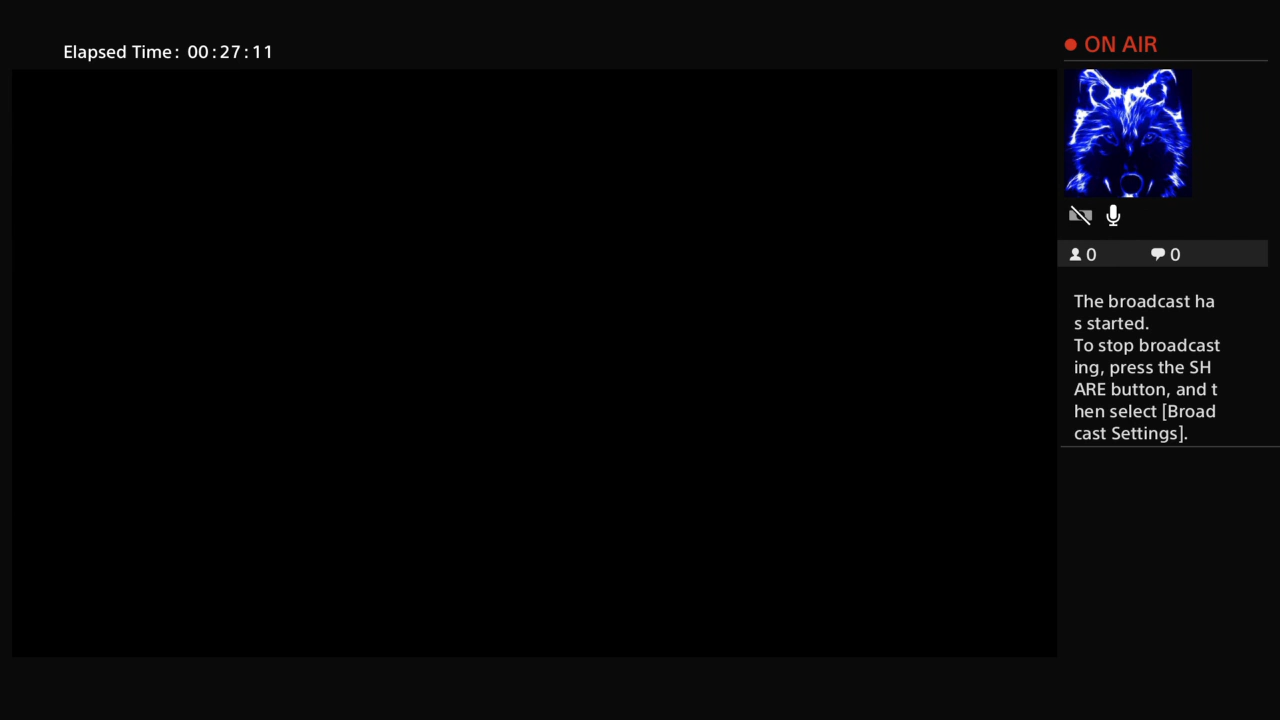 Elapsed Time: 00:27:11
ON AIR
0 0
The broadcast ha
s started.
To stop broadcast
ing, press the SH
ARE button, and t
hen select [Broad
cast Settings].